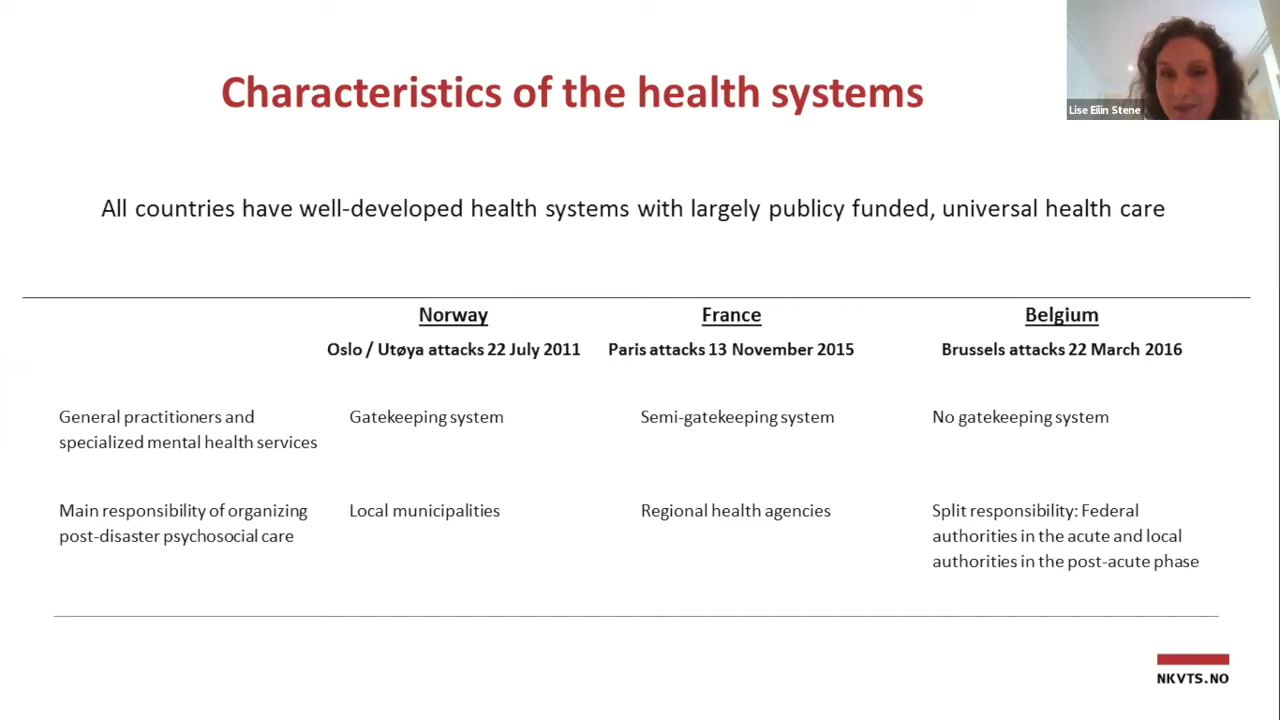 Characteristics of the health systems
Lise Eilin Stene
All countries have well-developed health systems with largely publicy funded, universal health care
Norway France Belgium
Oslo / Utøya attacks 22 July 2011 Paris attacks 13 November 2015 Brussels attacks 22 March 2016
General practitioners and
specialized mental health services
Gatekeeping system
Semi-gatekeeping system
No gatekeeping system
Main responsibility of organizing
post-disaster psychosocial care
Local municipalities
Regional health agencies
Split responsibility: Federal
authorities in the acute and local
authorities in the post-acute phase
NKVTS.NO